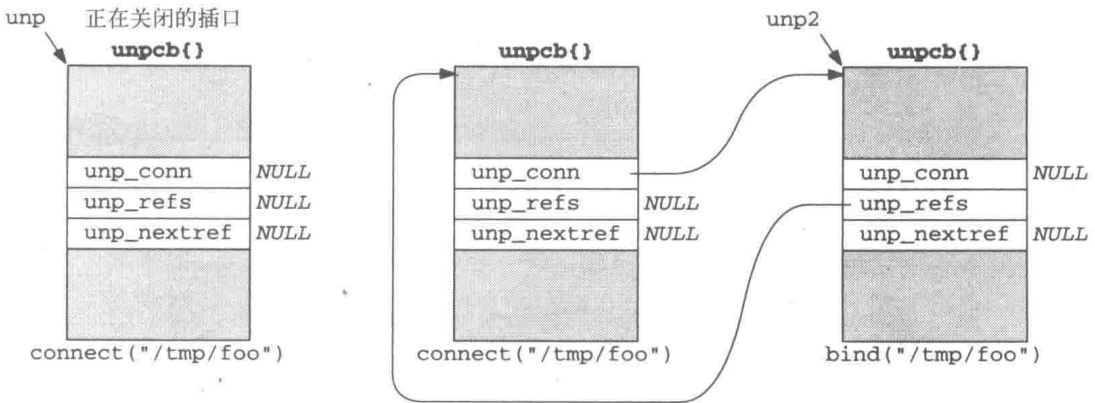 unp 正在关闭的插口 unp2
unpcb{} unpcb{} unpcb{}
unp_conn NULL unp_conn unp_conn NULL
unp_refs NULL unp_refs NULL unp_refs
unp_nextref NULL unp_nextref NULL unp_nextref NULL
connect("/tmp/foo") connect("/tmp/foo") bind("/tmp/foo")